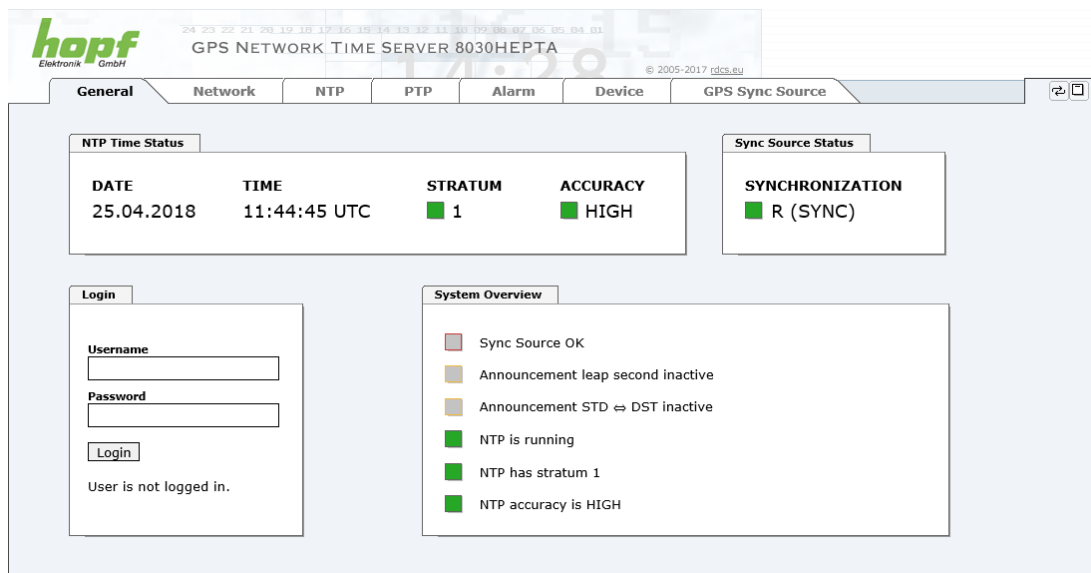 hopf
Elektronik GmbH
24 23 22 21 20 19 18 17 16 15 14 13 12 11 10 09 08 07 06 05 04 01
GPS NETWORK TIME SERVER 8030HEPTA
© 2005-2017 rdcs.eu
General Network NTP PTP Alarm Device GPS Sync Source
NTP Time Status
DATE TIME STRATUM ACCURACY
25.04.2018 11:44:45 UTC 1 HIGH
Sync Source Status
SYNCHRONIZATION
R (SYNC)
Login
Username
Password
Login
User is not logged in.
System Overview
Sync Source OK
Announcement leap second inactive
Announcement STD ⇔ DST inactive
NTP is running
NTP has stratum 1
NTP accuracy is HIGH